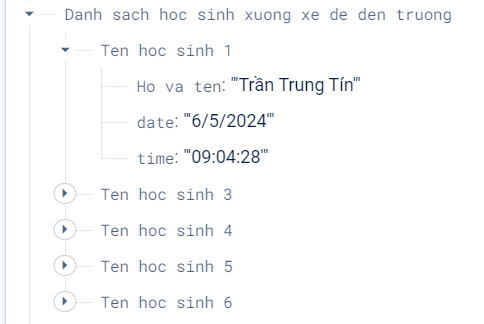 Danh sach hoc sinh xuong xe de den truong
Ten hoc sinh 1
Ho va ten: "'Trần Trung Tín'"
date: "'6/5/2024'"
time: "'09:04:28'"
Ten hoc sinh 3
Ten hoc sinh 4
Ten hoc sinh 5
Ten hoc sinh 6